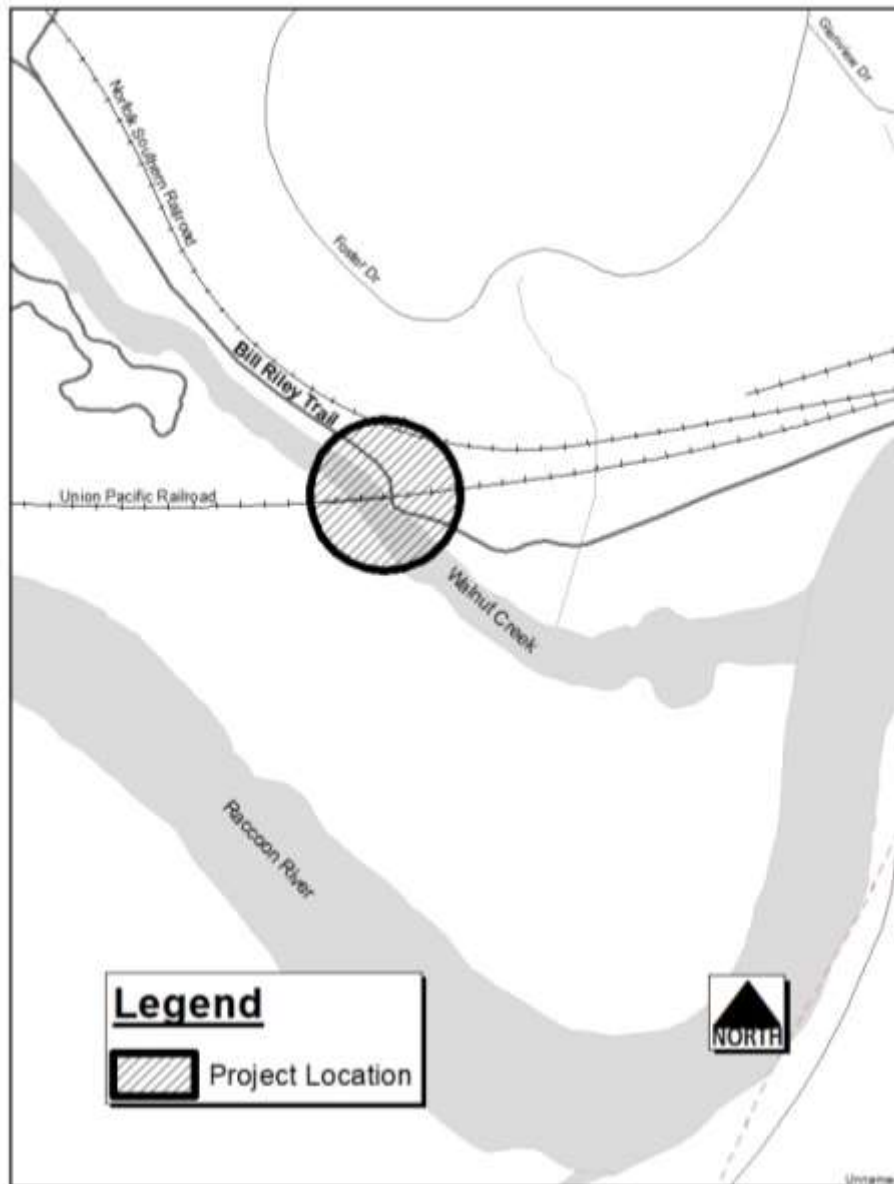 Glenview Dr
Norfolk Southern Railroad
Foster Dr
Bill Riley Trail
Union Pacific Railroad
Walnut Creek
Raccoon River
Legend
Project Location
NORTH
Unname